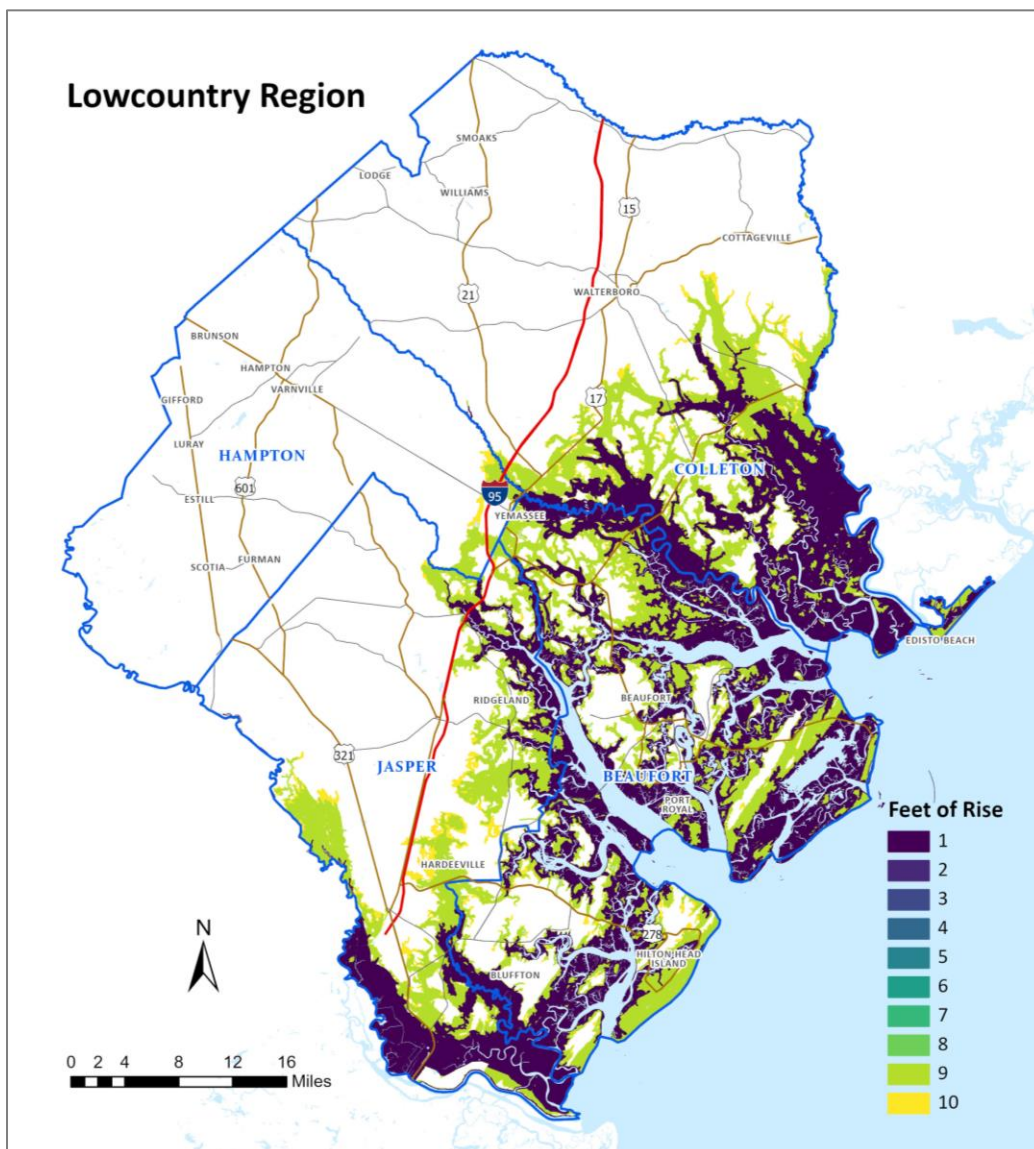 Lowcountry Region
SMOAKS
LODGE
WILLIAMS
15
COTTAGEVILLE
21
WALTERBORO
BRUNSON
HAMPTON
VARNVILLE
GIFFORD
17
LURAY
HAMPTON
COLLETON
ESTILL
601
95
YEMASSEE
FURMAN
SCOTIA
EDISTO BEACH
RIDGELAND
BEAUFORT
321
JASPER
BEAUFORT
PORT
ROYAL
Feet of Rise
1
2
3
4
5
6
7
8
9
10
HARDEEVILLE
N
278
HILTON HEAD
ISLAND
BLUFFTON
0 2 4 8 12 16
Miles